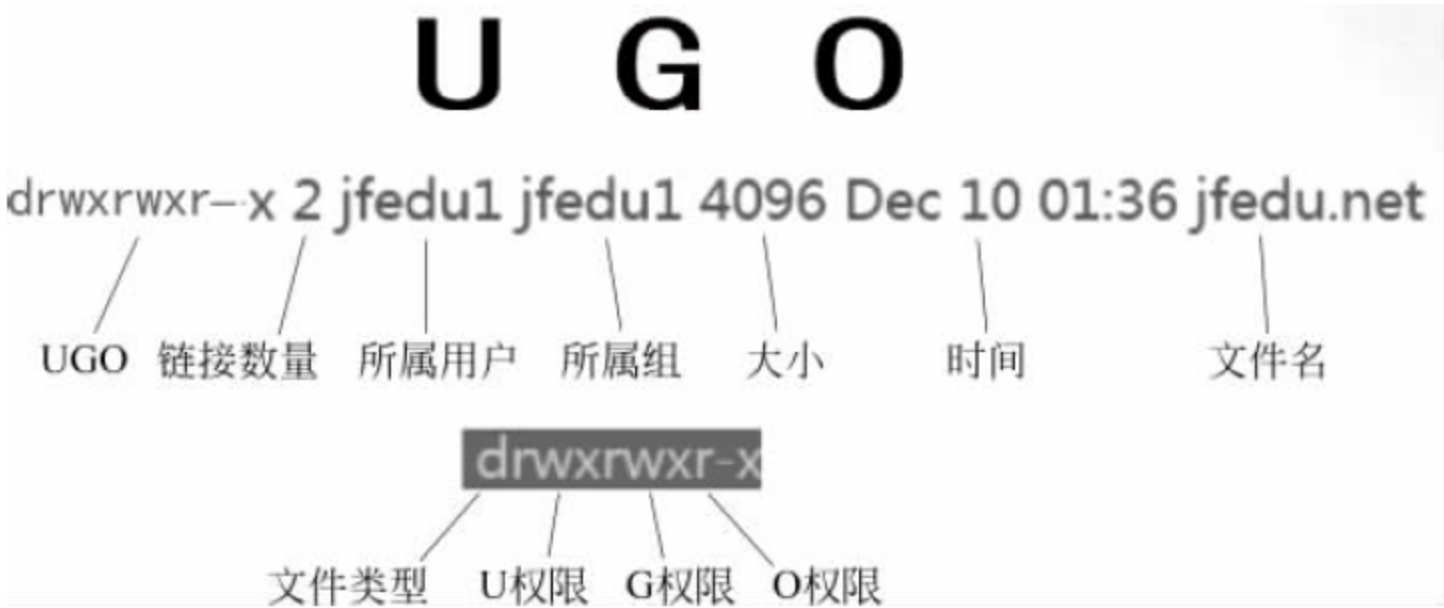 U G O
drwxrwxr-x 2 jfedu1 jfedu1 4096 Dec 10 01:36 jfedu.net
UGO 链接数量 所属用户 所属组 大小 时间 文件名
drwxrwxr-x
文件类型 U权限 G权限 O权限